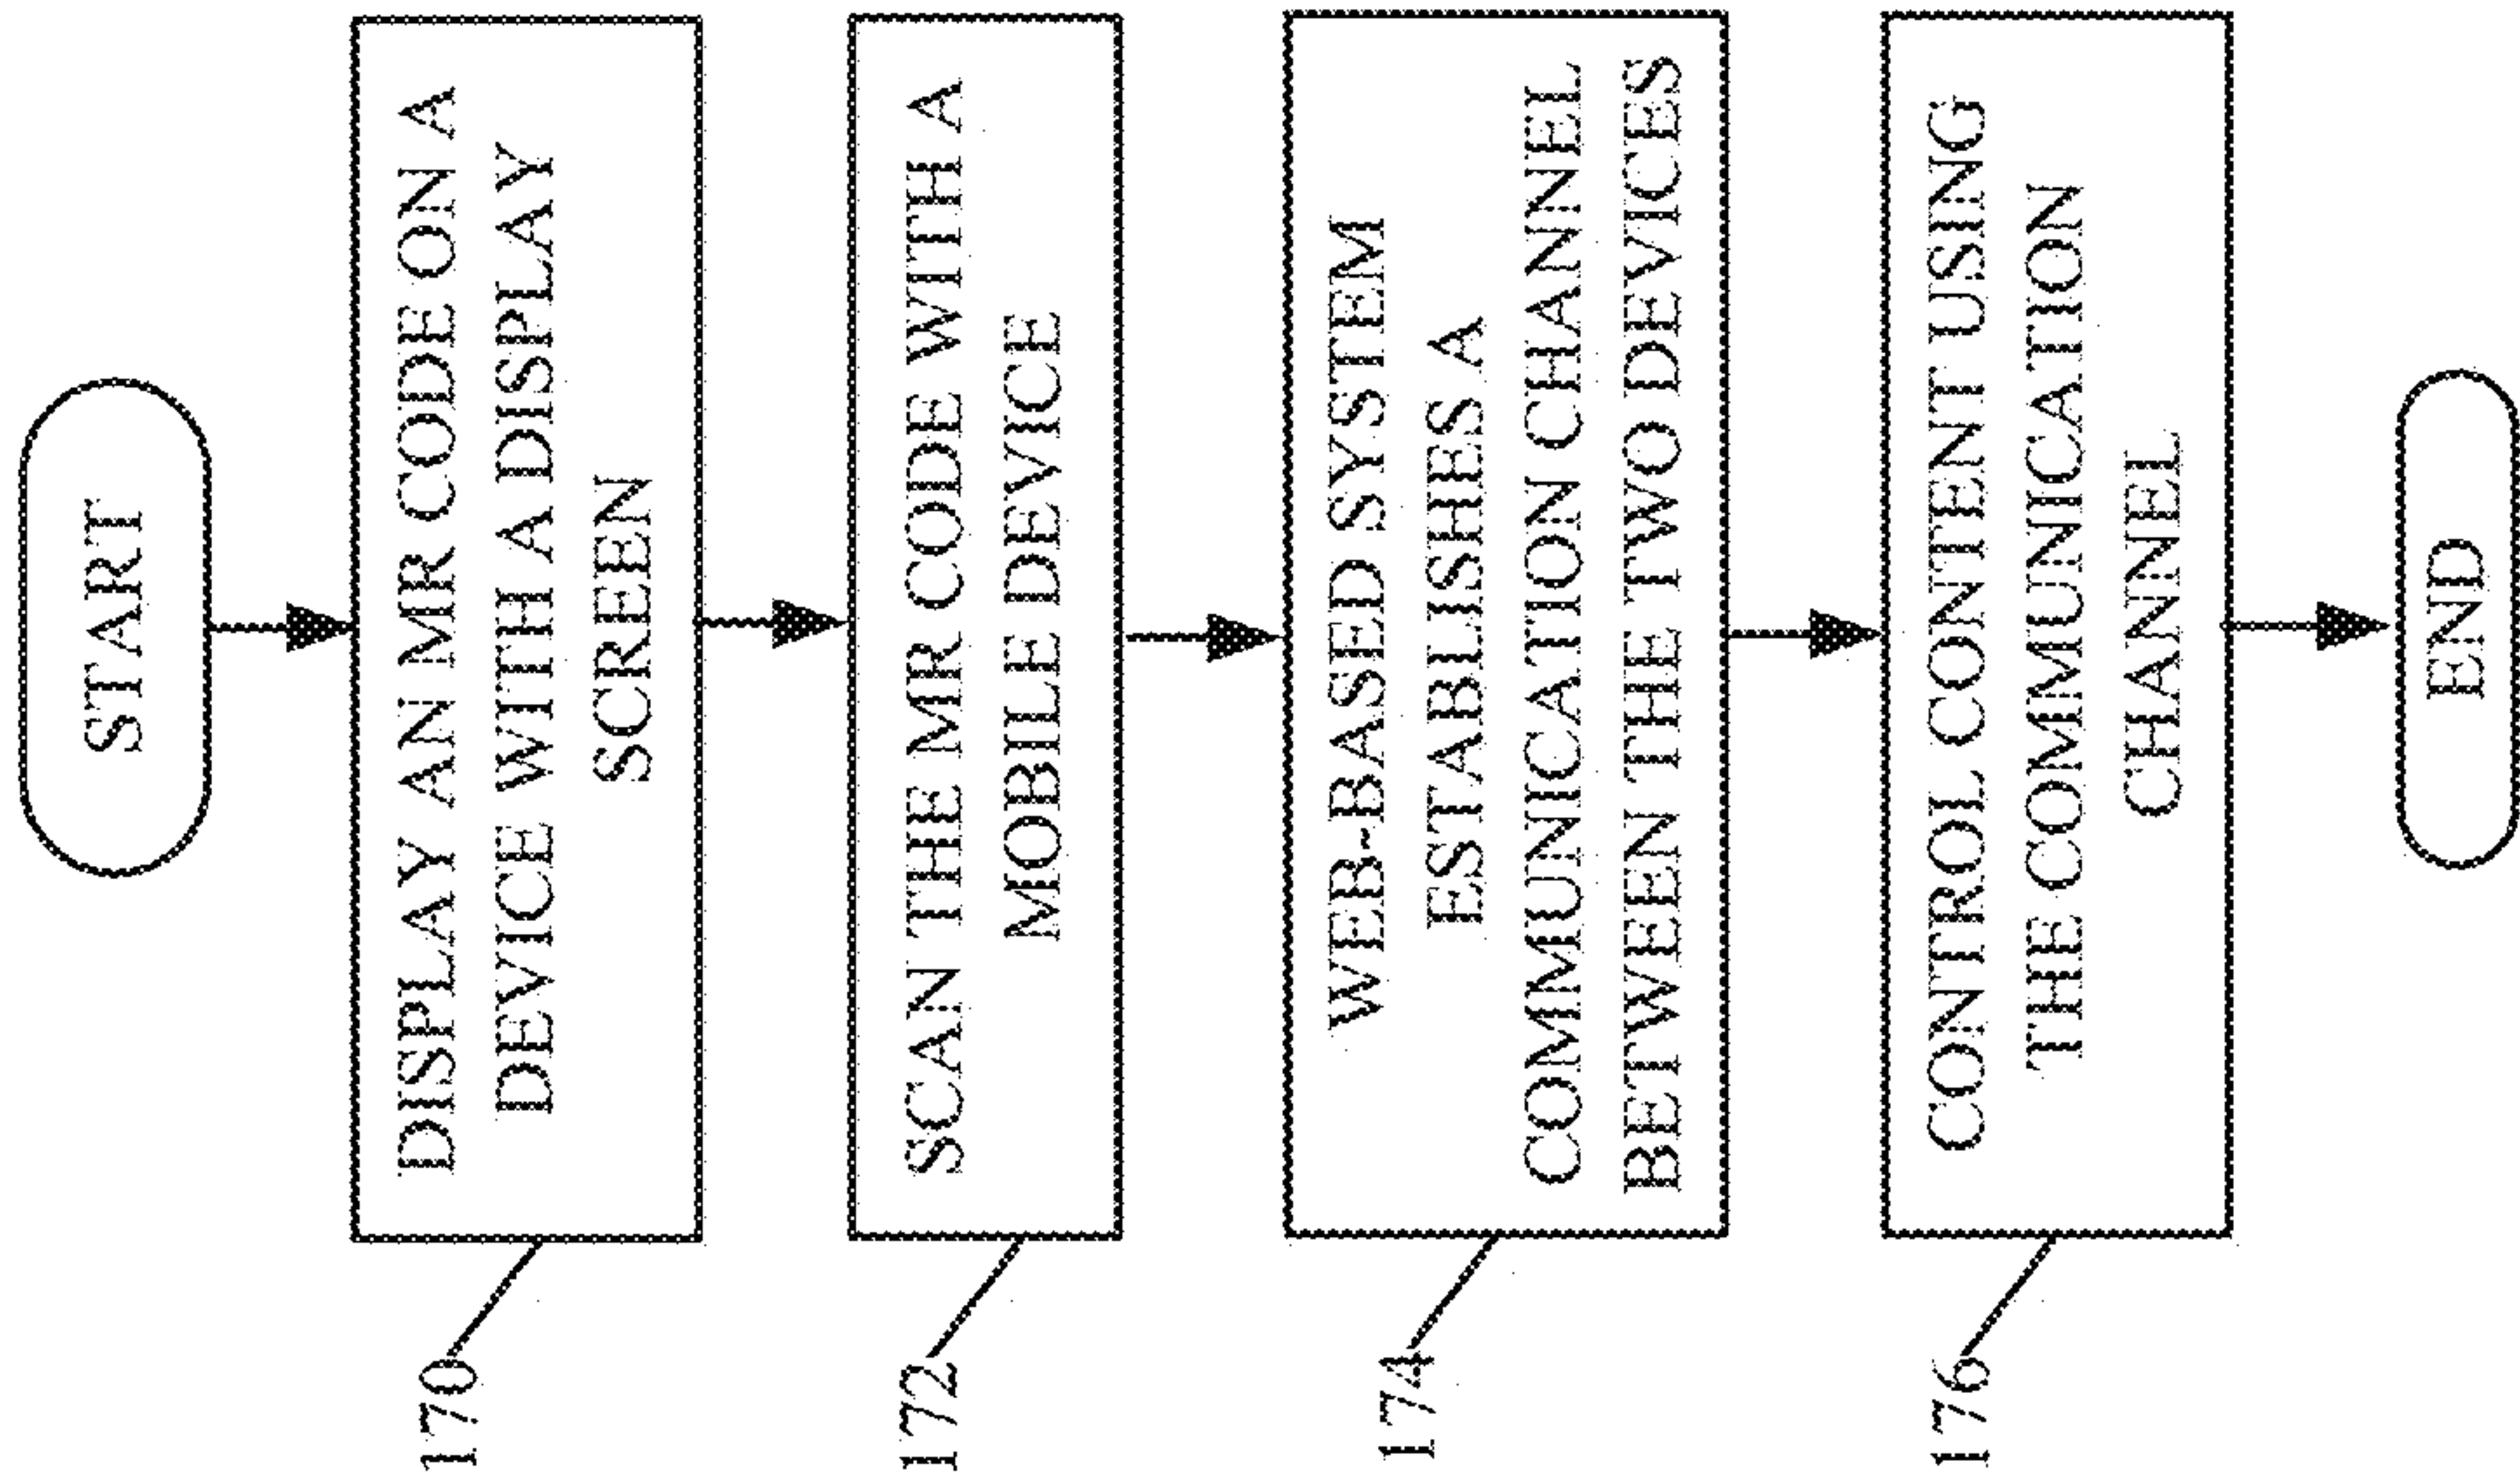 START
DISPLAY AN MR CODE ON A
DEVICE WITH A DISPLAY
SCREEN
170
SCAN THE MR CODE WITH A
MOBILE DEVICE
172
WEB-BASED SYSTEM
ESTABLISHES A
COMMUNICATION CHANNEL
BETWEEN THE TWO DEVICES
174
CONTROL CONTENT USING
THE COMMUNICATION
CHANNEL
176
END